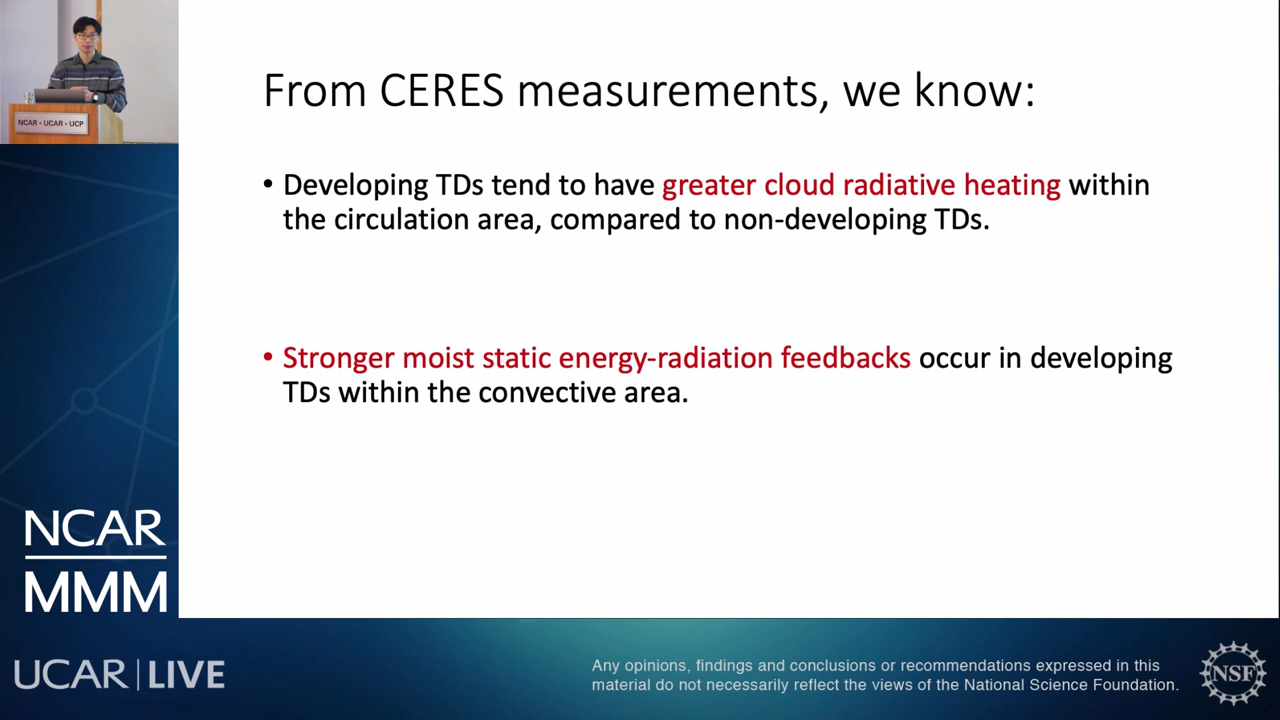 NCAR • UCAR • UCP
From CERES measurements, we know:
• Developing TDs tend to have greater cloud radiative heating within
the circulation area, compared to non-developing TDs.
• Stronger moist static energy-radiation feedbacks occur in developing
TDs within the convective area.
NCAR
MMM
UCAR | LIVE
Any opinions, findings and conclusions or recommendations expressed in this
material do not necessarily reflect the views of the National Science Foundation.
NSF